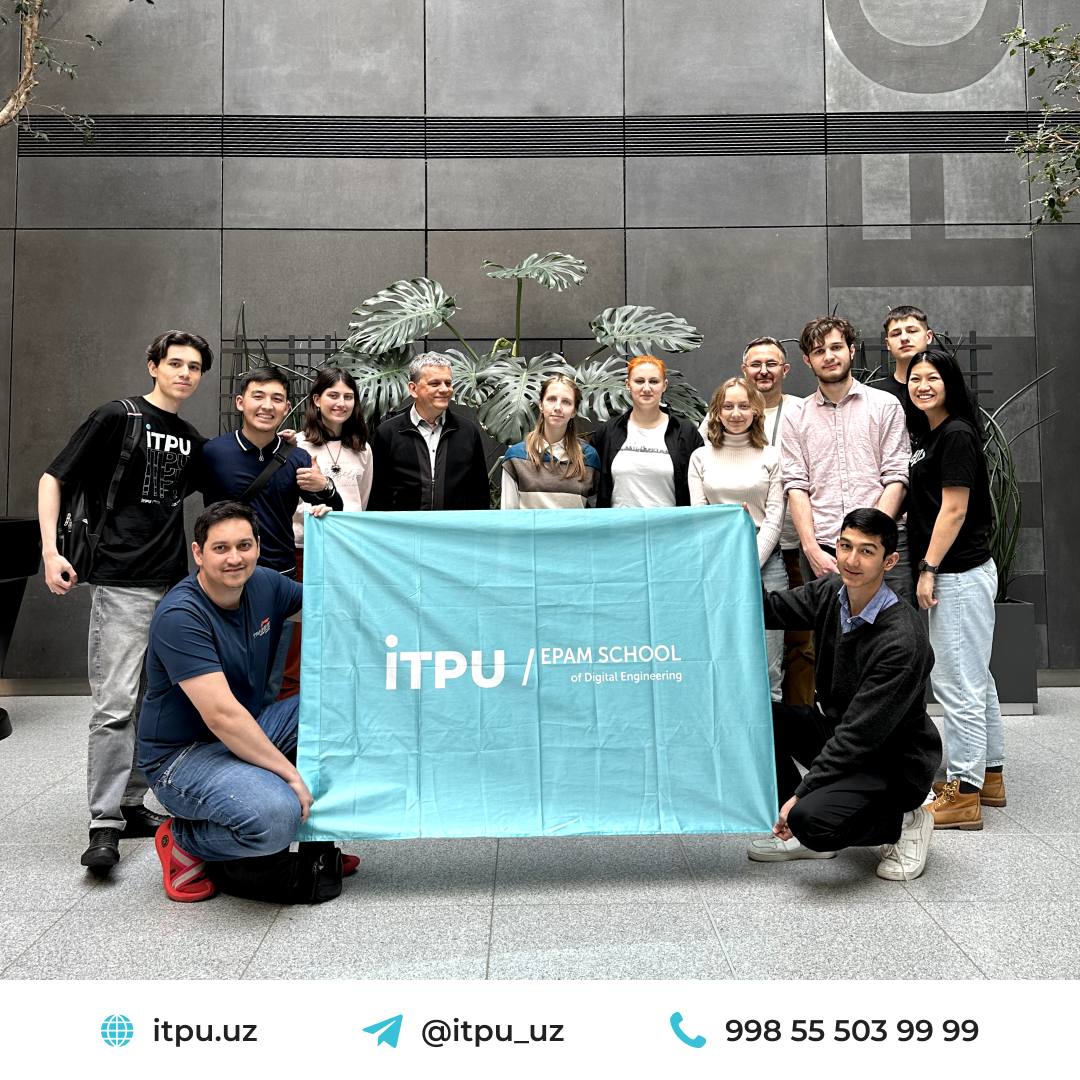 iTPU
iTPU / EPAM SCHOOL
of Digital Engineering
itpu.uz
@itpu_uz
998 55 503 99 99